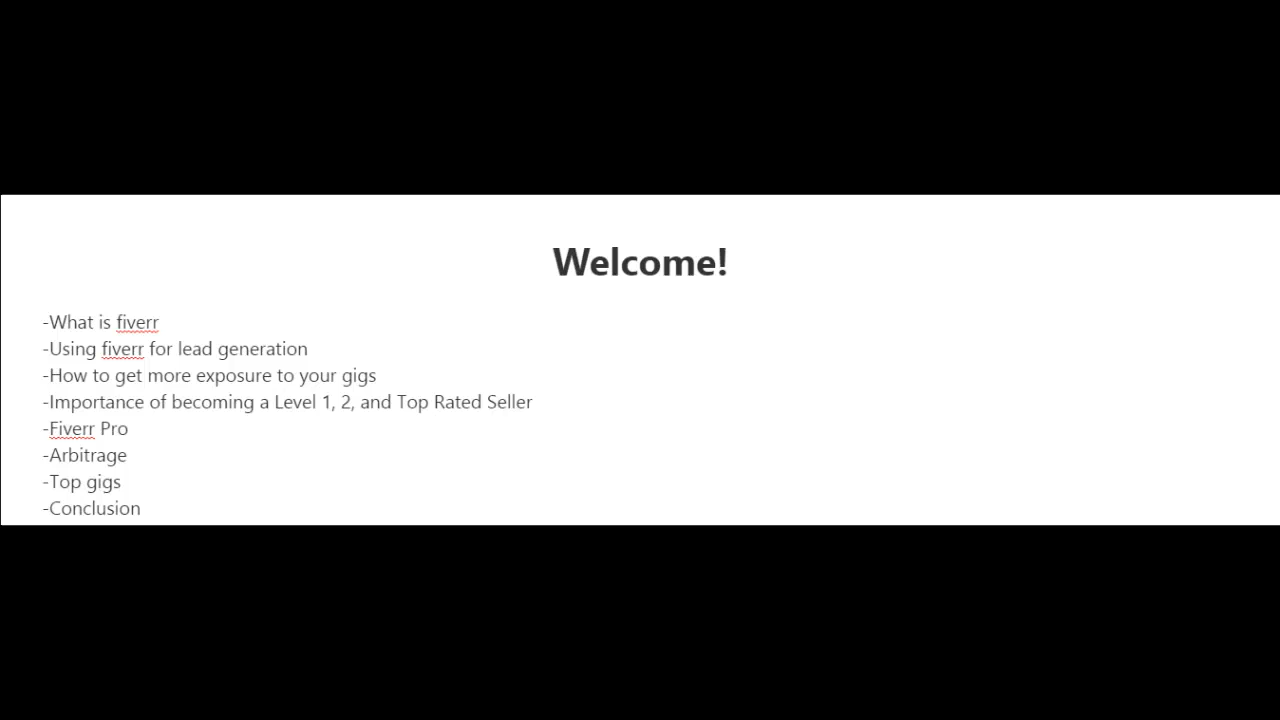 Welcome!
-What is fiverr
-Using fiverr for lead generation
-How to get more exposure to your gigs
-Importance of becoming a Level 1, 2, and Top Rated Seller
-Fiverr Pro
-Arbitrage
-Top gigs
-Conclusion